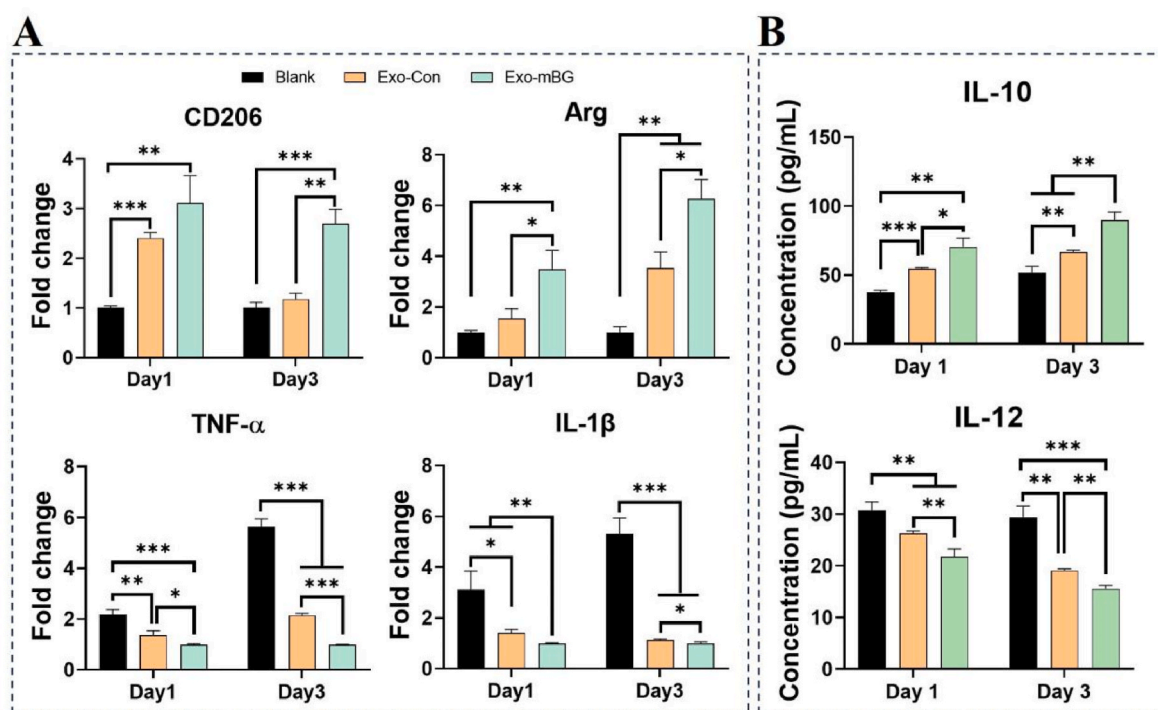 A
Blank Exo-Con Exo-mBG
CD206
Fold change
4
3
2
1
0
** *** *** **
Day1 Day3
Arg
Fold change
8
6
4
2
0
** * ** *
Day1 Day3
TNF-α
Fold change
8
6
4
2
0
*** ** * *** ***
Day1 Day3
IL-1β
Fold change
8
6
4
2
0
** * *** *
Day1 Day3
B
IL-10
Concentration (pg/mL)
150
100
50
0
** *** * ** **
Day 1 Day 3
IL-12
Concentration (pg/mL)
40
30
20
10
0
** ** *** ** **
Day 1 Day 3